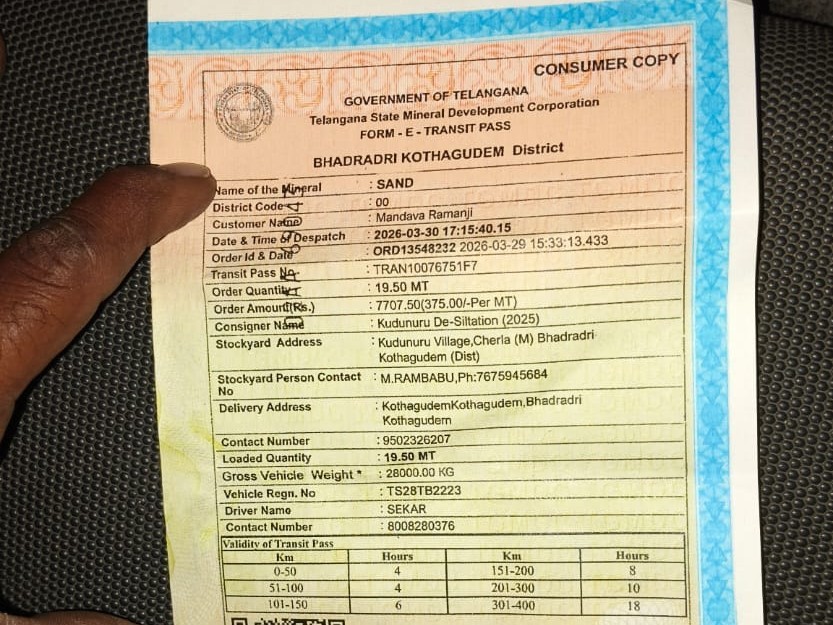 CONSUMER COPY
GOVERNMENT OF TELANGANA
Telangana State Mineral Development Corporation
FORM - E - TRANSIT PASS
BHADRADRI KOTHAGUDEM District
Name of the Mineral : SAND
District Code : 00
Customer Name : Mandava Ramanji
Date & Time of Despatch : 2026-03-30 17:15:40.15
Order Id & Date : ORD13548232 2026-03-29 15:33:13.433
Transit Pass No : TRAN10076751F7
Order Quantity : 19.50 MT
Order Amount(Rs.) : 7707.50(375.00/-Per MT)
Consigner Name : Kudunuru De-Siltation (2025)
Stockyard Address : Kudunuru Village,Cherla (M) Bhadradri
Kothagudem (Dist)
Stockyard Person Contact : M.RAMBABU,Ph:7675945684
No
Delivery Address : KothagudemKothagudem,Bhadradri
Kothagudem
Contact Number : 9502326207
Loaded Quantity : 19.50 MT
Gross Vehicle Weight * : 28000.00 KG
Vehicle Regn. No : TS28TB2223
Driver Name : SEKAR
Contact Number : 8008280376
Validity of Transit Pass
Km Hours Km Hours
0-50 4 151-200 8
51-100 4 201-300 10
101-150 6 301-400 18